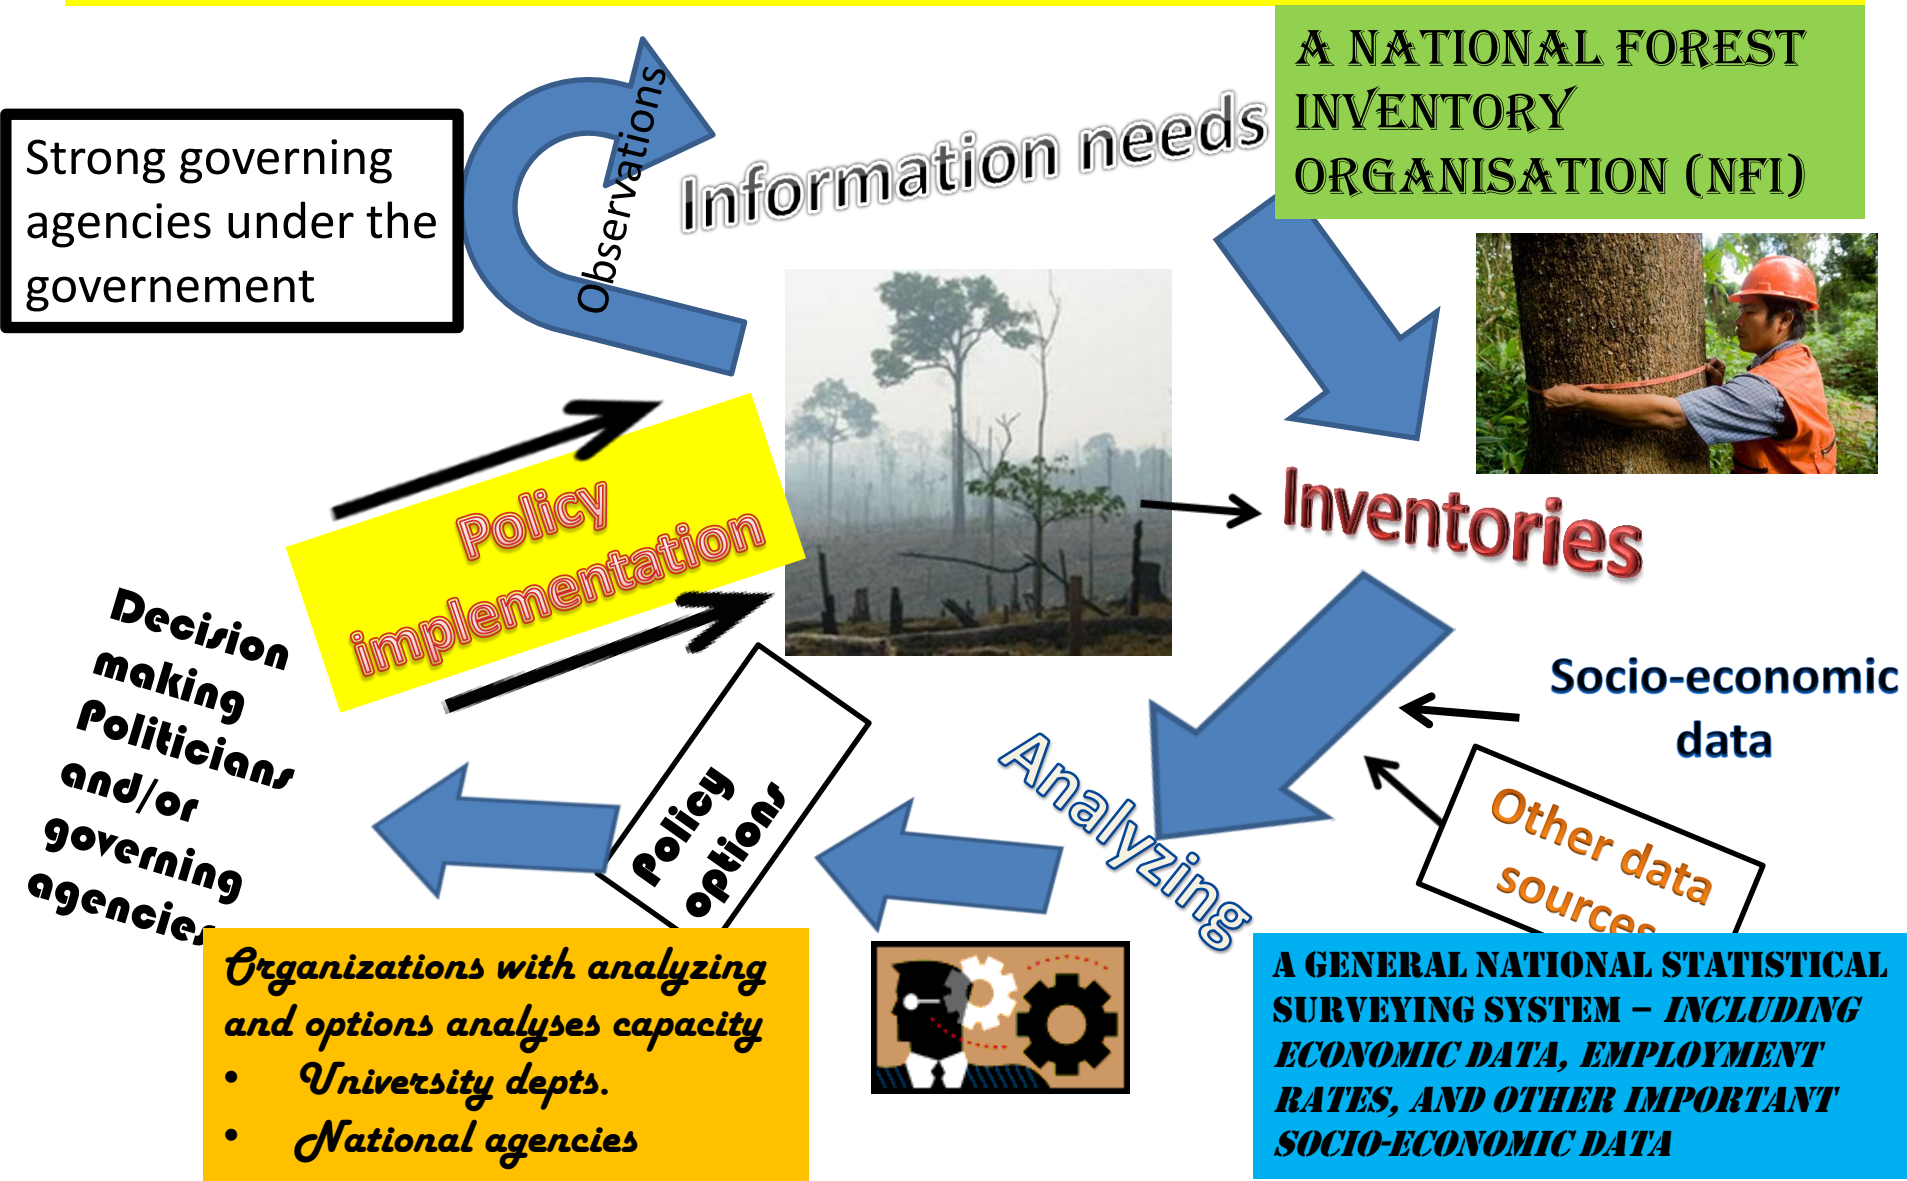 A NATIONAL FOREST
INVENTORY
ORGANISATION (NFI)
Strong governing
agencies under the
governement
Observations
Information needs
Inventories
Policy
implementation
Decision
making
Politicians
and/or
governing
agencies
Socio-economic
data
Other data
sources
Analyzing
Policy
options
Organizations with analyzing
and options analyses capacity
• University depts.
• National agencies
A GENERAL NATIONAL STATISTICAL
SURVEYING SYSTEM – INCLUDING
ECONOMIC DATA, EMPLOYMENT
RATES, AND OTHER IMPORTANT
SOCIO-ECONOMIC DATA